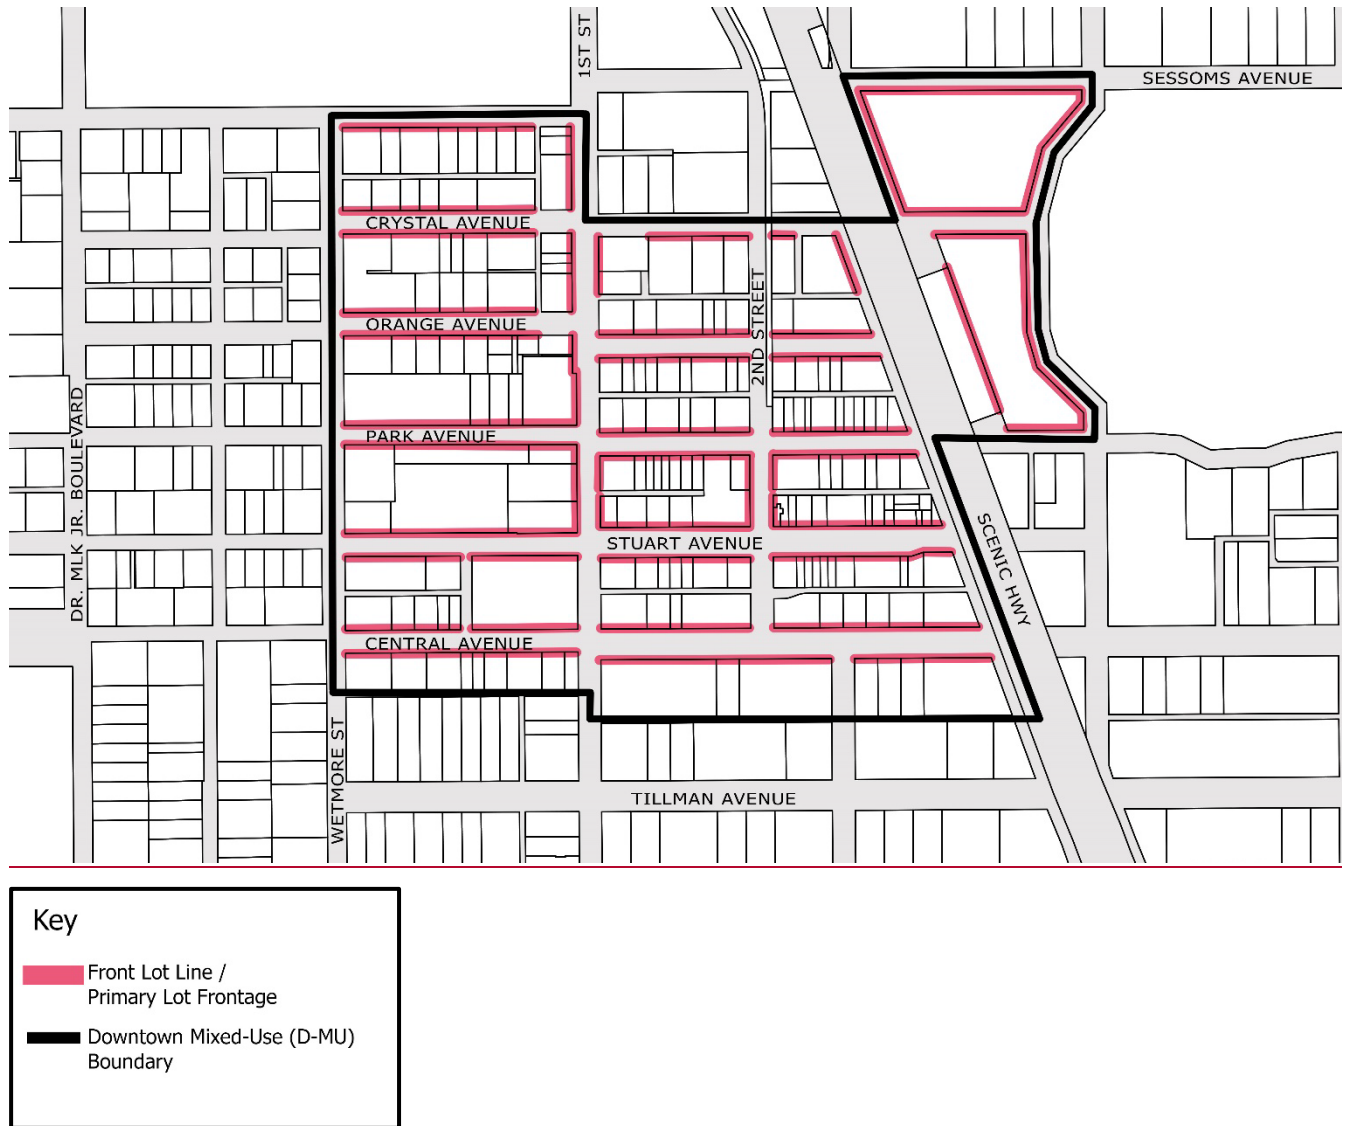 1ST ST
SESSOMS AVENUE
CRYSTAL AVENUE
ORANGE AVENUE
2ND STREET
DR. MLK JR. BOULEVARD
PARK AVENUE
STUART AVENUE
SCENIC HWY
CENTRAL AVENUE
WETMORE ST
TILLMAN AVENUE
Key
Front Lot Line /
Primary Lot Frontage
Downtown Mixed-Use (D-MU)
Boundary